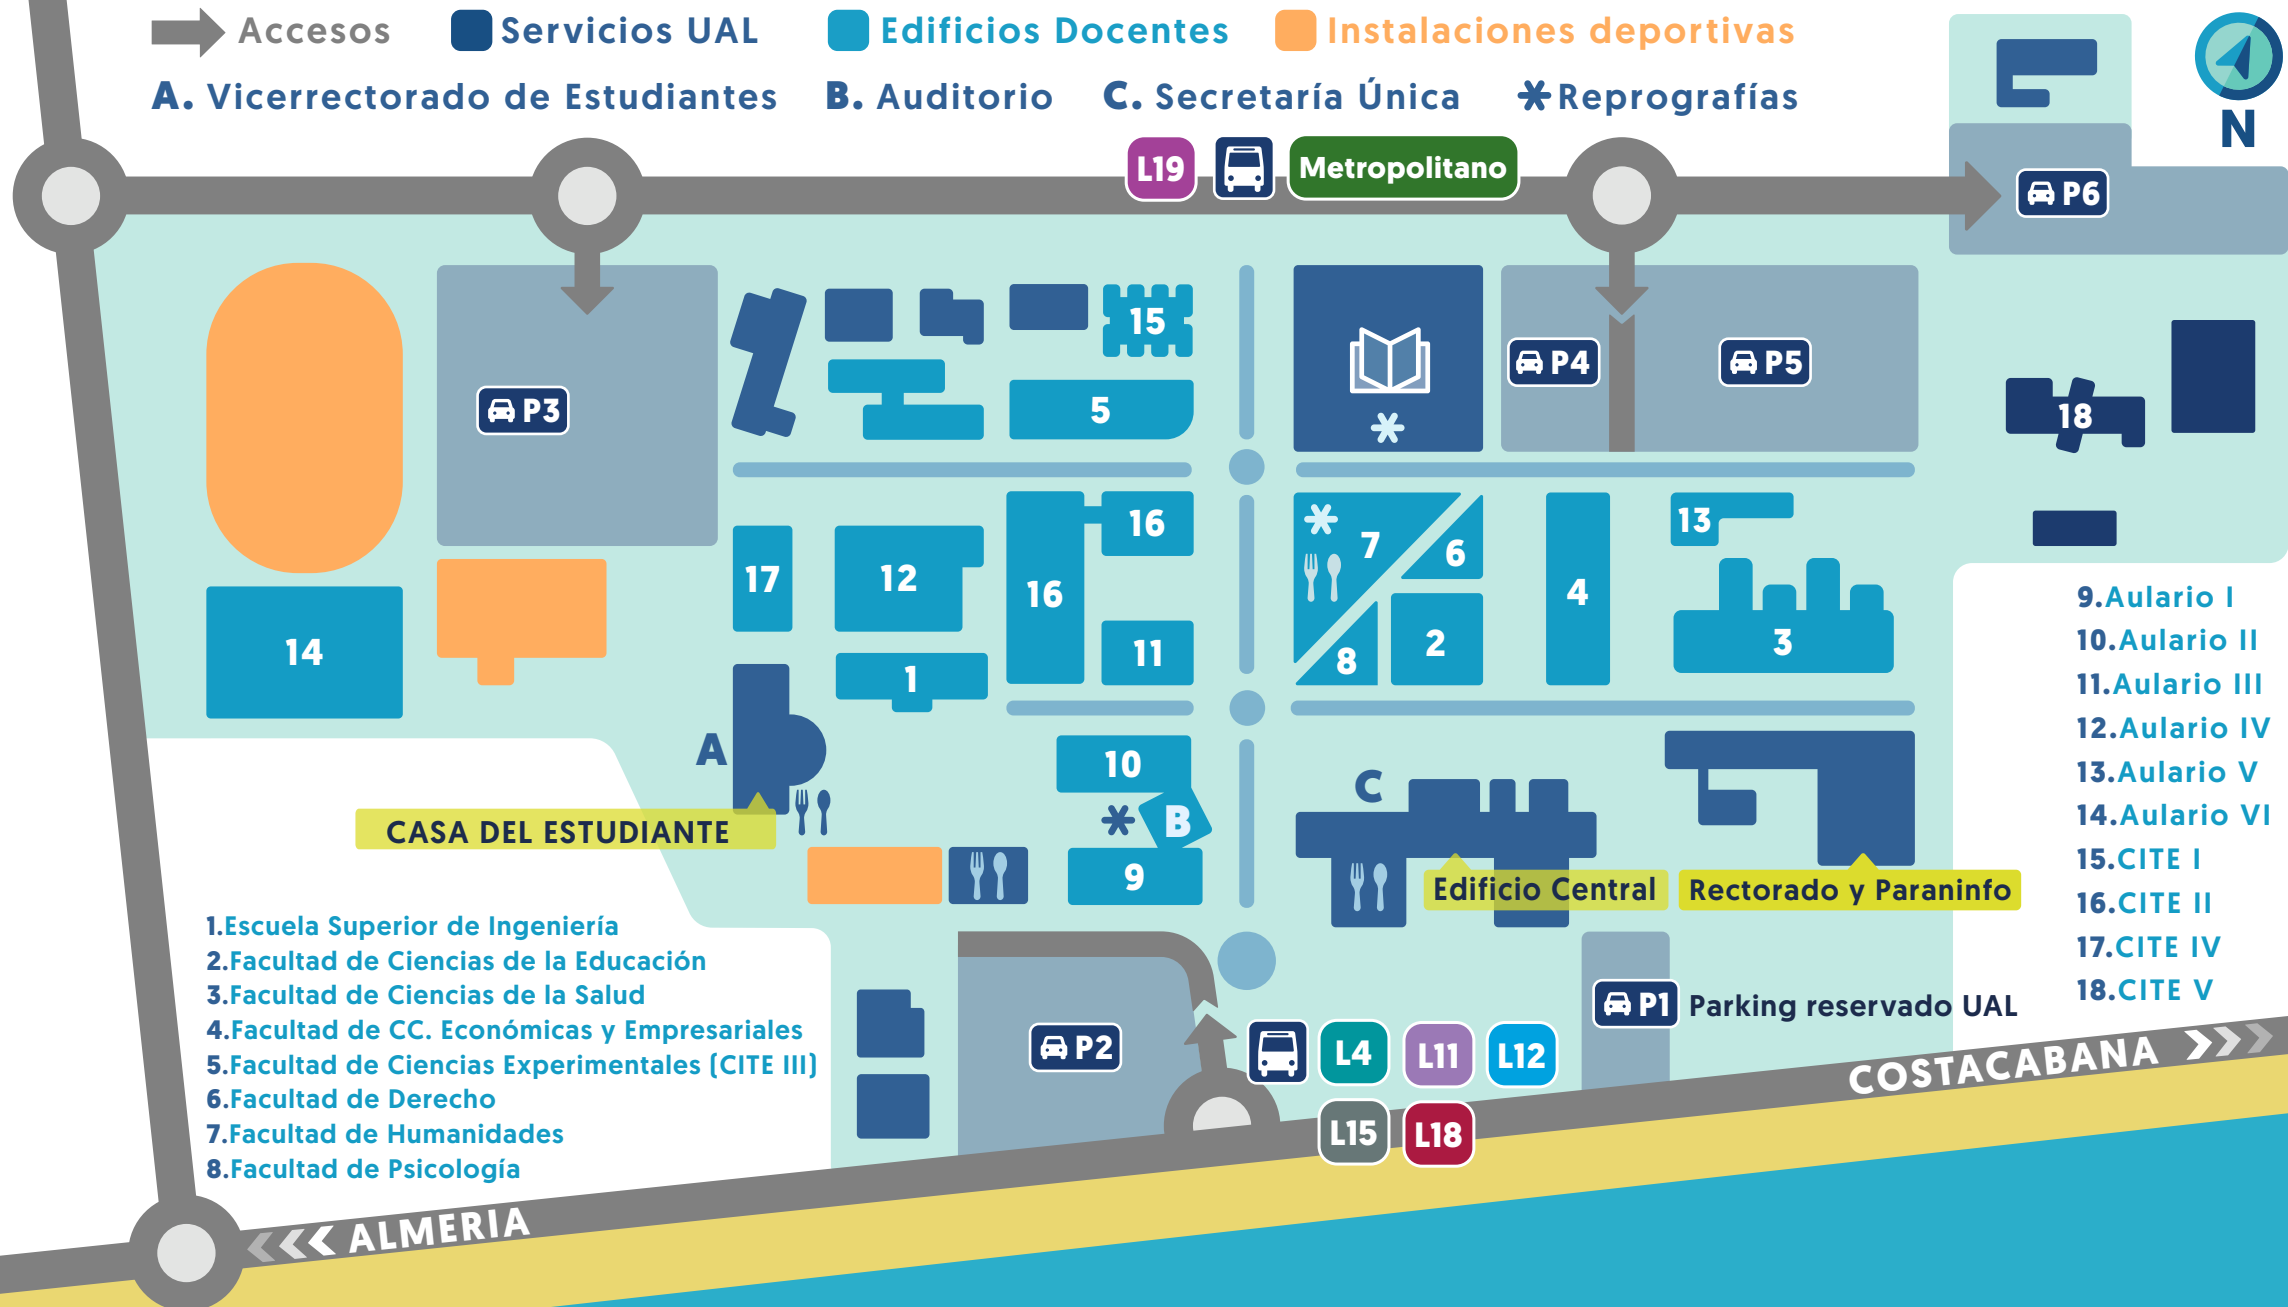 Accesos
Servicios UAL
Edificios Docentes
Instalaciones deportivas
A. Vicerrectorado de Estudiantes
B. Auditorio
C. Secretaría Única
Reprografías
N
L19
Metropolitano
P6
15
P4
P5
P3
5
18
16
7
6
13
17
12
16
4
14
11
8
2
3
1
A
10
C
B
CASA DEL ESTUDIANTE
9
Edificio Central
Rectorado y Paraninfo
9.Aulario I
10.Aulario II
11.Aulario III
12.Aulario IV
13.Aulario V
14.Aulario VI
15.CITE I
16.CITE II
17.CITE IV
18.CITE V
1.Escuela Superior de Ingeniería
2.Facultad de Ciencias de la Educación
3.Facultad de Ciencias de la Salud
4.Facultad de CC. Económicas y Empresariales
5.Facultad de Ciencias Experimentales (CITE III)
6.Facultad de Derecho
7.Facultad de Humanidades
8.Facultad de Psicología
P1
Parking reservado UAL
P2
L4
L11
L12
L15
L18
COSTACABANA
ALMERIA